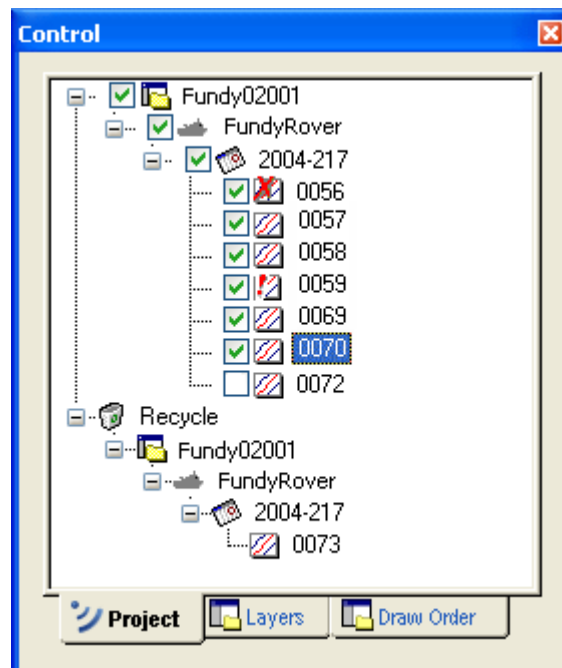 Control
Fundy02001
FundyRover
2004-217
0056
0057
0058
0059
0069
0070
0072
Recycle
Fundy02001
FundyRover
2004-217
0073
Project Layers Draw Order